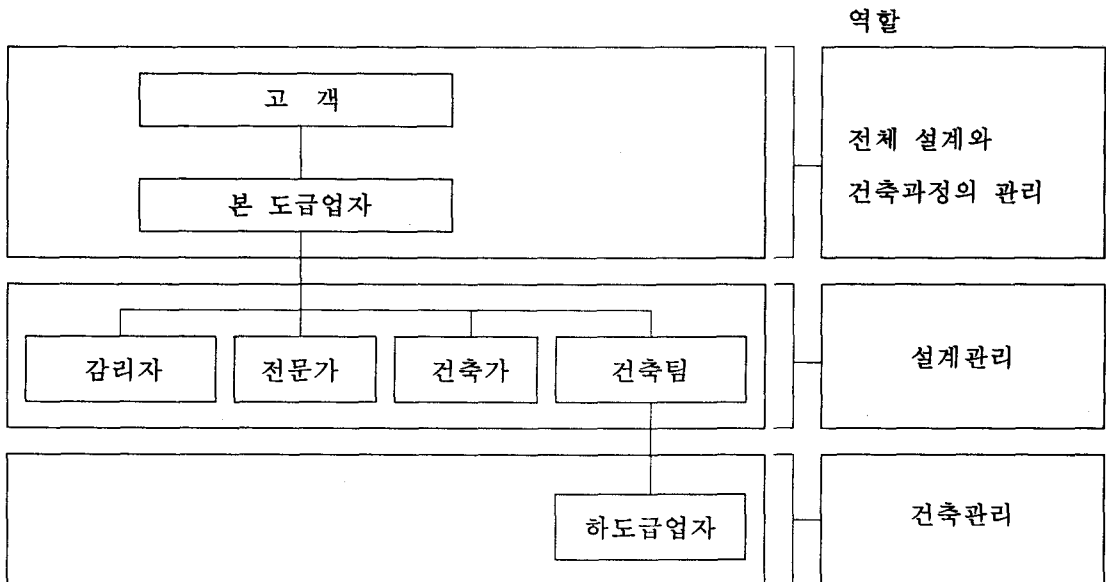 역할
고 객
본 도급업자
전체 설계와
건축과정의 관리
감리자
전문가
건축가
건축팀
설계관리
하도급업자
건축관리